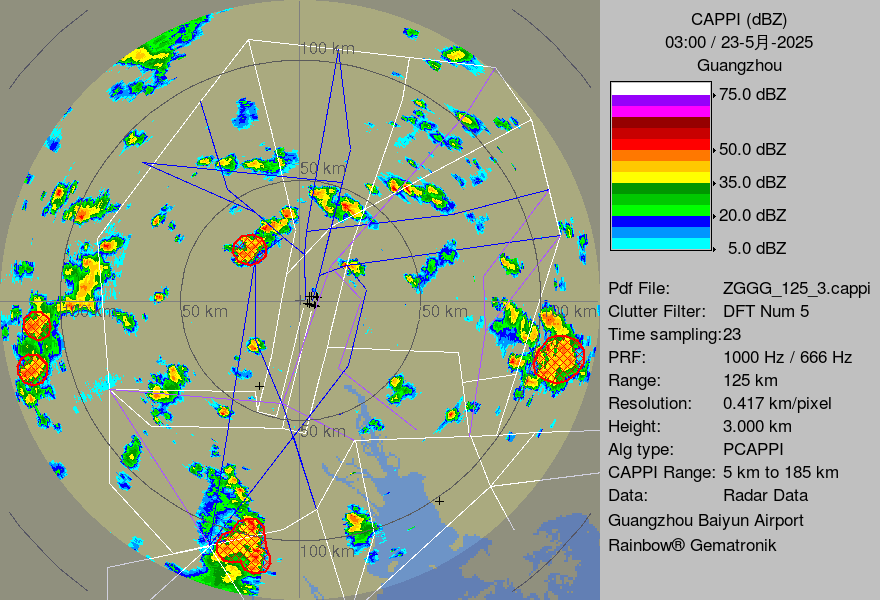 CAPPI (dBZ)
03:00 / 23-5月-2025
Guangzhou
75.0 dBZ
50.0 dBZ
35.0 dBZ
20.0 dBZ
5.0 dBZ
Pdf File: ZGGG_125_3.cappi
Clutter Filter: DFT Num 5
Time sampling:23
PRF: 1000 Hz / 666 Hz
Range: 125 km
Resolution: 0.417 km/pixel
Height: 3.000 km
Alg type: PCAPPI
CAPPI Range: 5 km to 185 km
Data: Radar Data
Guangzhou Baiyun Airport
Rainbow® Gematronik
100 km
50 km
100 km
50 km
50 km
100 km
50 km
100 km